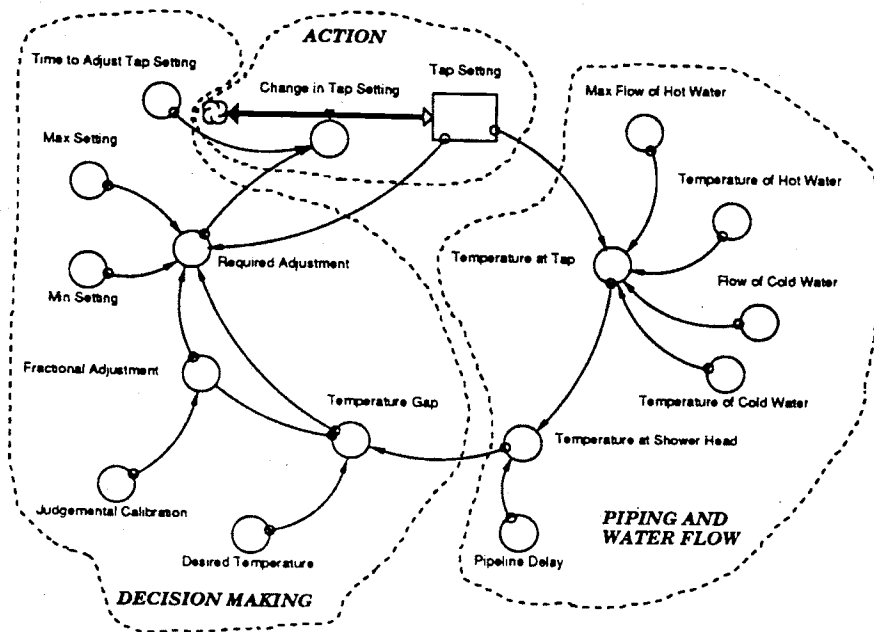 ACTION
Time to Adjust Tap Setting
Change in Tap Setting
Tap Setting
Max Flow of Hot Water
Max Setting
Temperature of Hot Water
Required Adjustment
Temperature at Tap
Min Setting
Flow of Cold Water
Fractional Adjustment
Temperature Gap
Temperature of Cold Water
Temperature at Shower Head
Judgemental Calibration
Desired Temperature
Pipeline Delay
PIPING AND
WATER FLOW
DECISION MAKING